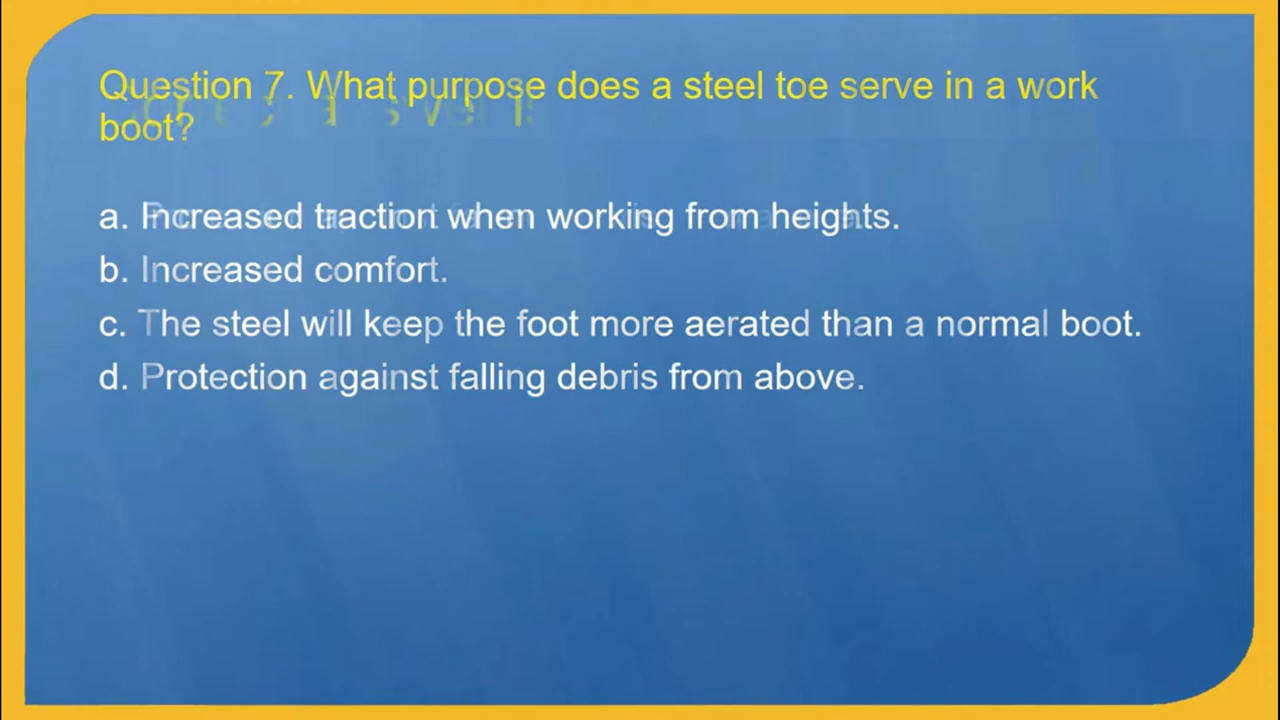 Question 7. What purpose does a steel toe serve in a work
boot?
a. Increased traction when working from heights.
b. Increased comfort.
c. The steel will keep the foot more aerated than a normal boot.
d. Protection against falling debris from above.